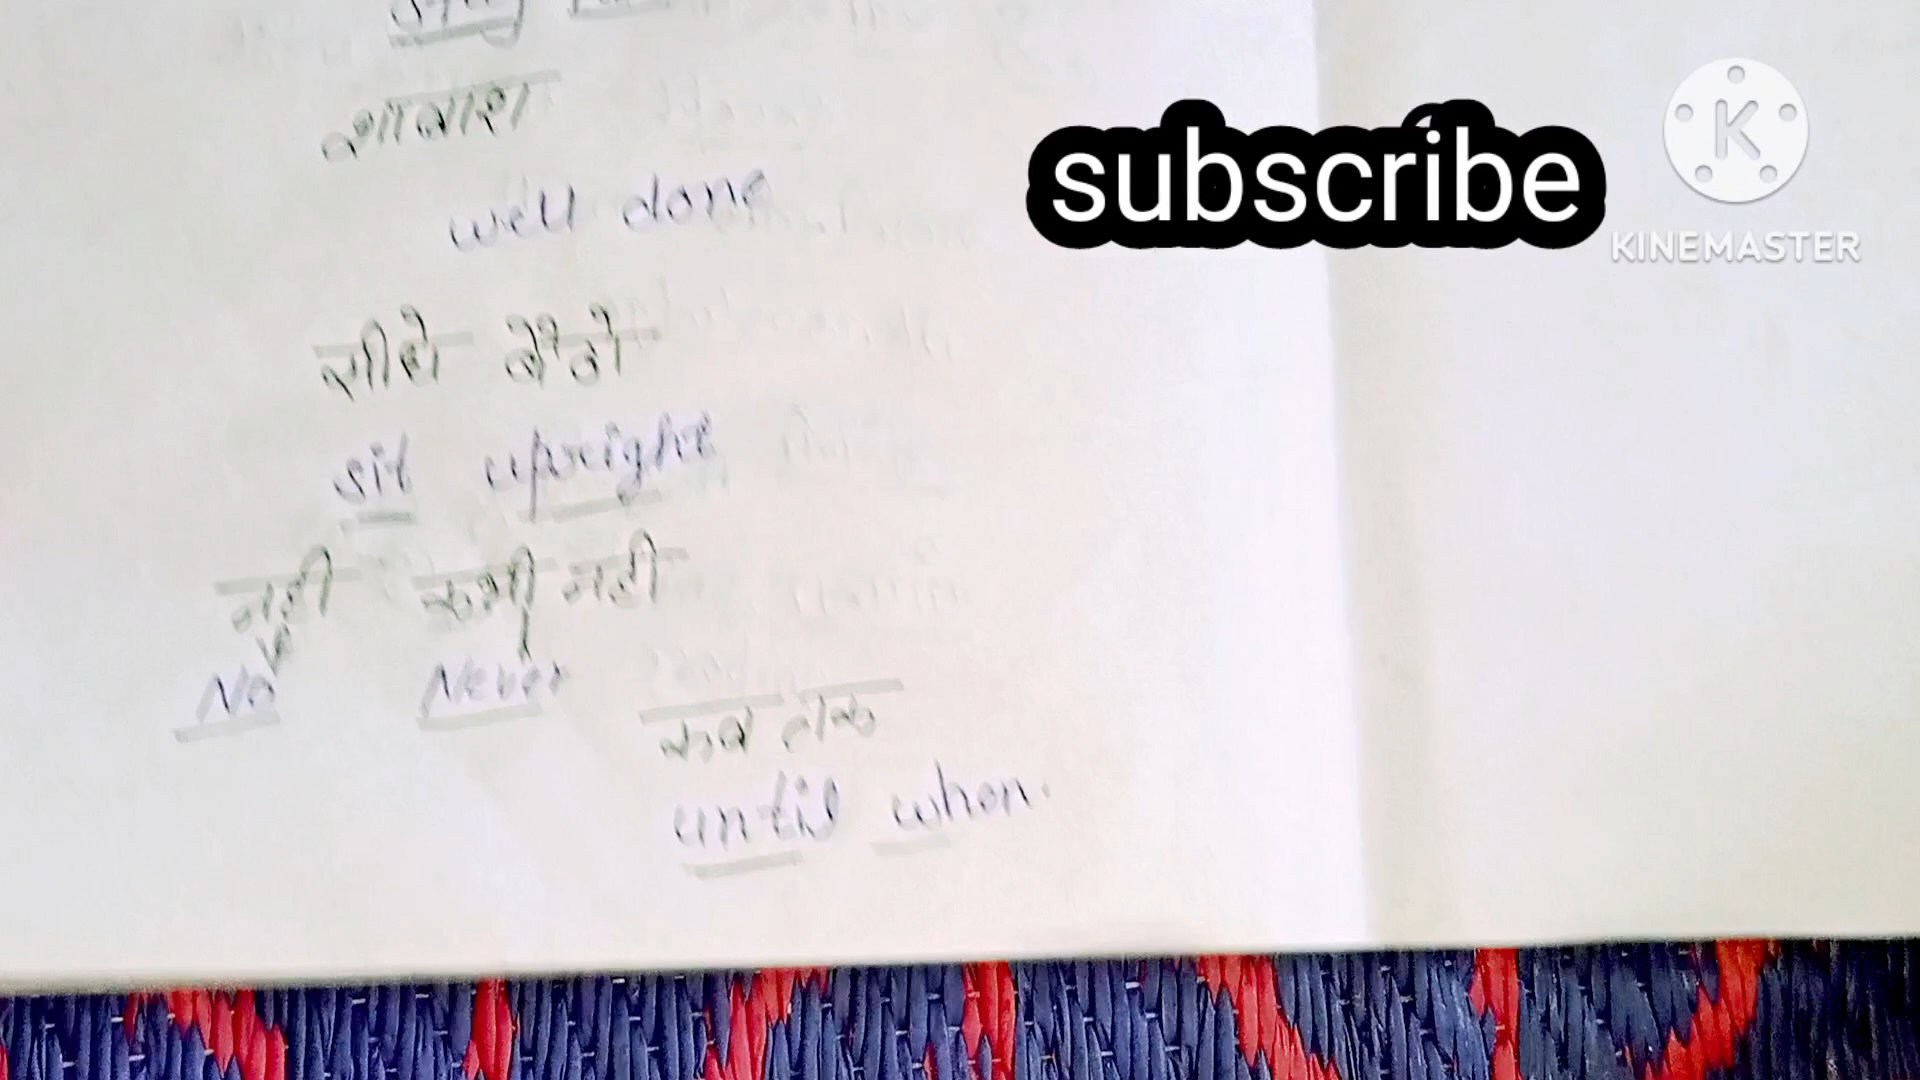 शाबाश
well done
subscribe
K
KINEMASTER
सीधे बैठो
sit upright
नही कभी नही
No Never
कब तक
until when.